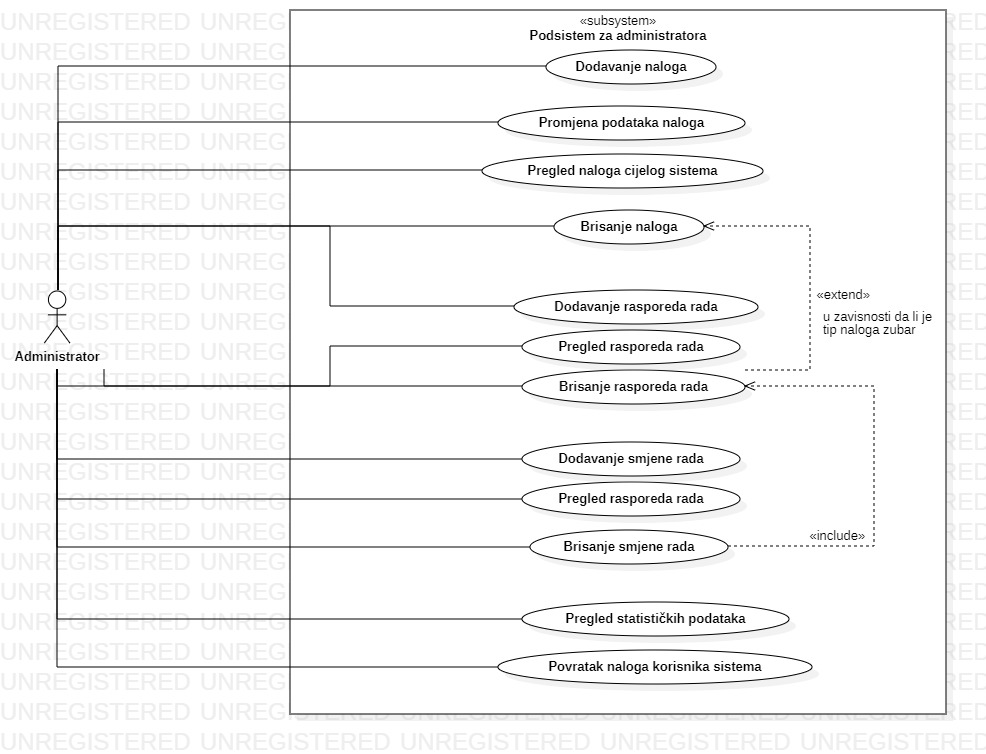 «subsystem»
Podsistem za administratora
Dodavanje naloga
Promjena podataka naloga
Pregled naloga cijelog sistema
Brisanje naloga
«extend»
u zavisnosti da li je
tip naloga zubar
Dodavanje rasporeda rada
Pregled rasporeda rada
Administrator
Brisanje rasporeda rada
Dodavanje smjene rada
Pregled rasporeda rada
«include»
Brisanje smjene rada
Pregled statističkih podataka
Povratak naloga korisnika sistema
UNREGISTERED UNREGISTERED UNREGISTERED UNREGISTERED UNREGISTERED